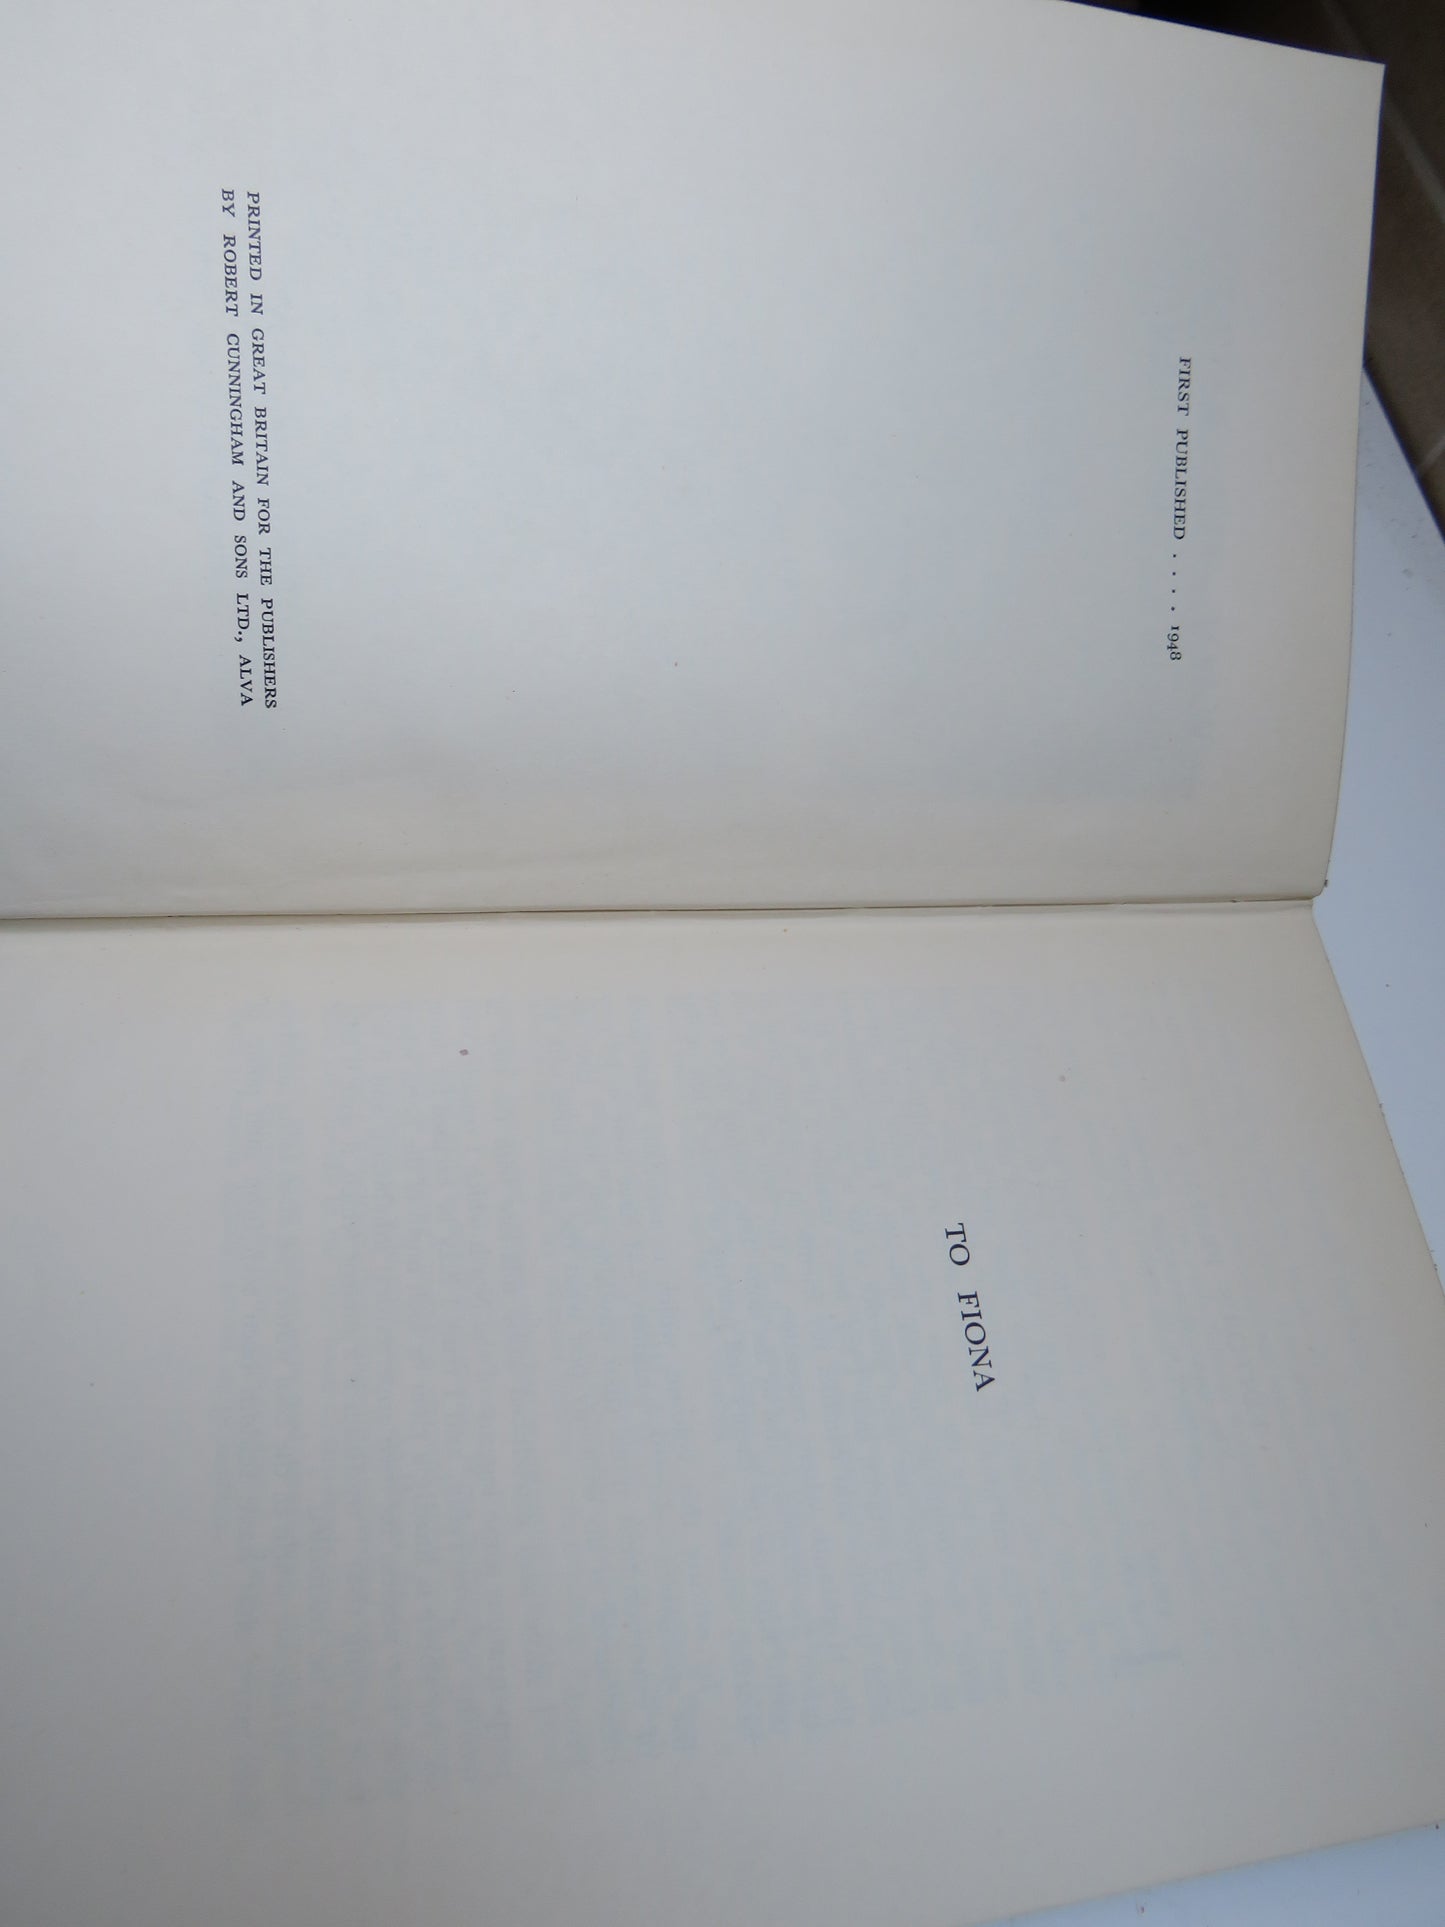 FIRST PUBLISHED . . . . 1948
PRINTED IN GREAT BRITAIN FOR THE PUBLISHERS
BY ROBERT CUNNINGHAM AND SONS LTD., ALVA
TO FIONA